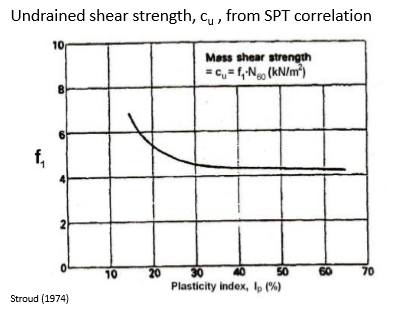 Undrained shear strength, cᵤ , from SPT correlation
10
Mass shear strength
= cᵤ = f₁·N₆₀ (kN/m²)
8
6
f₁
4
2
0
10 20 30 40 50 60 70
Plasticity index, Iₚ (%)
Stroud (1974)